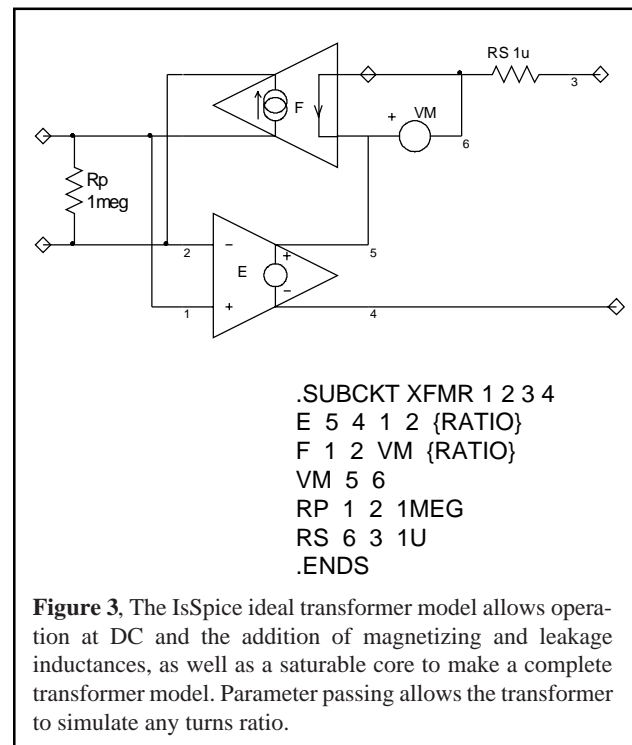 RS 1u
3
F
+
VM
6
Rp
1meg
2
−
E
+
−
5
1
+
4
.SUBCKT XFMR 1 2 3 4
E 5 4 1 2 {RATIO}
F 1 2 VM {RATIO}
VM 5 6
RP 1 2 1MEG
RS 6 3 1U
.ENDS
Figure 3, The IsSpice ideal transformer model allows opera-
tion at DC and the addition of magnetizing and leakage
inductances, as well as a saturable core to make a complete
transformer model. Parameter passing allows the transformer
to simulate any turns ratio.